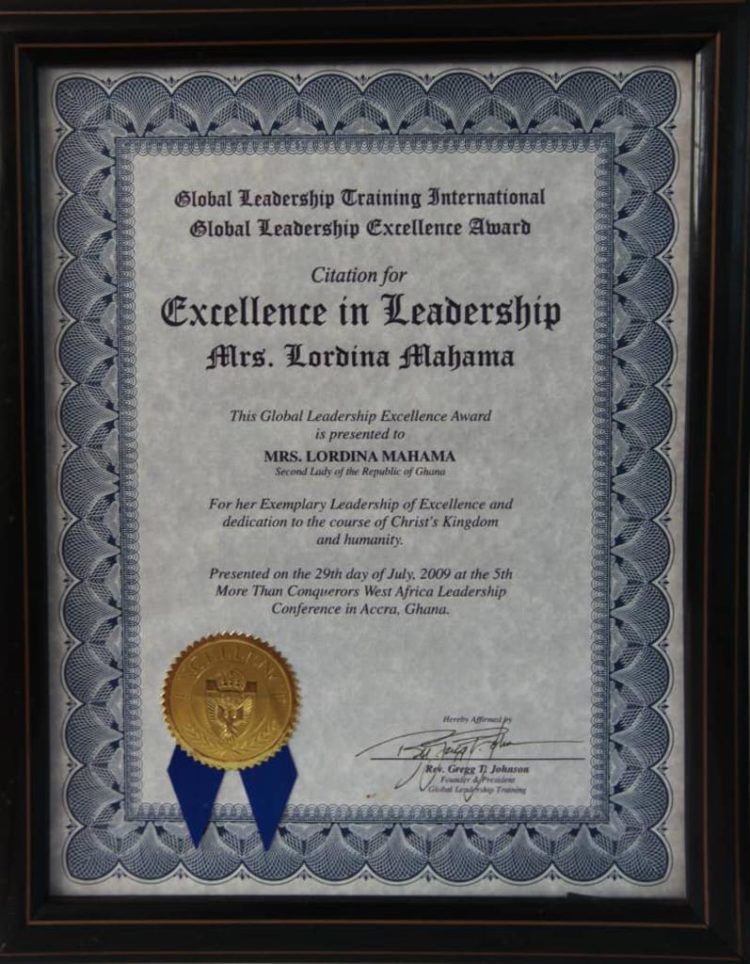 Global Leadership Training International
Global Leadership Excellence Award
Citation for
Excellence in Leadership
Mrs. Lordina Mahama
This Global Leadership Excellence Award
is presented to
MRS. LORDINA MAHAMA
Second Lady of the Republic of Ghana
For her Exemplary Leadership of Excellence and
dedication to the course of Christ's Kingdom
and humanity.
Presented on the 29th day of July, 2009 at the 5th
More Than Conquerors West Africa Leadership
Conference in Accra, Ghana.
EXCELLENCE
Hereby Affirmed by
Rev. Gregg T. Johnson
Founder & President
Global Leadership Training